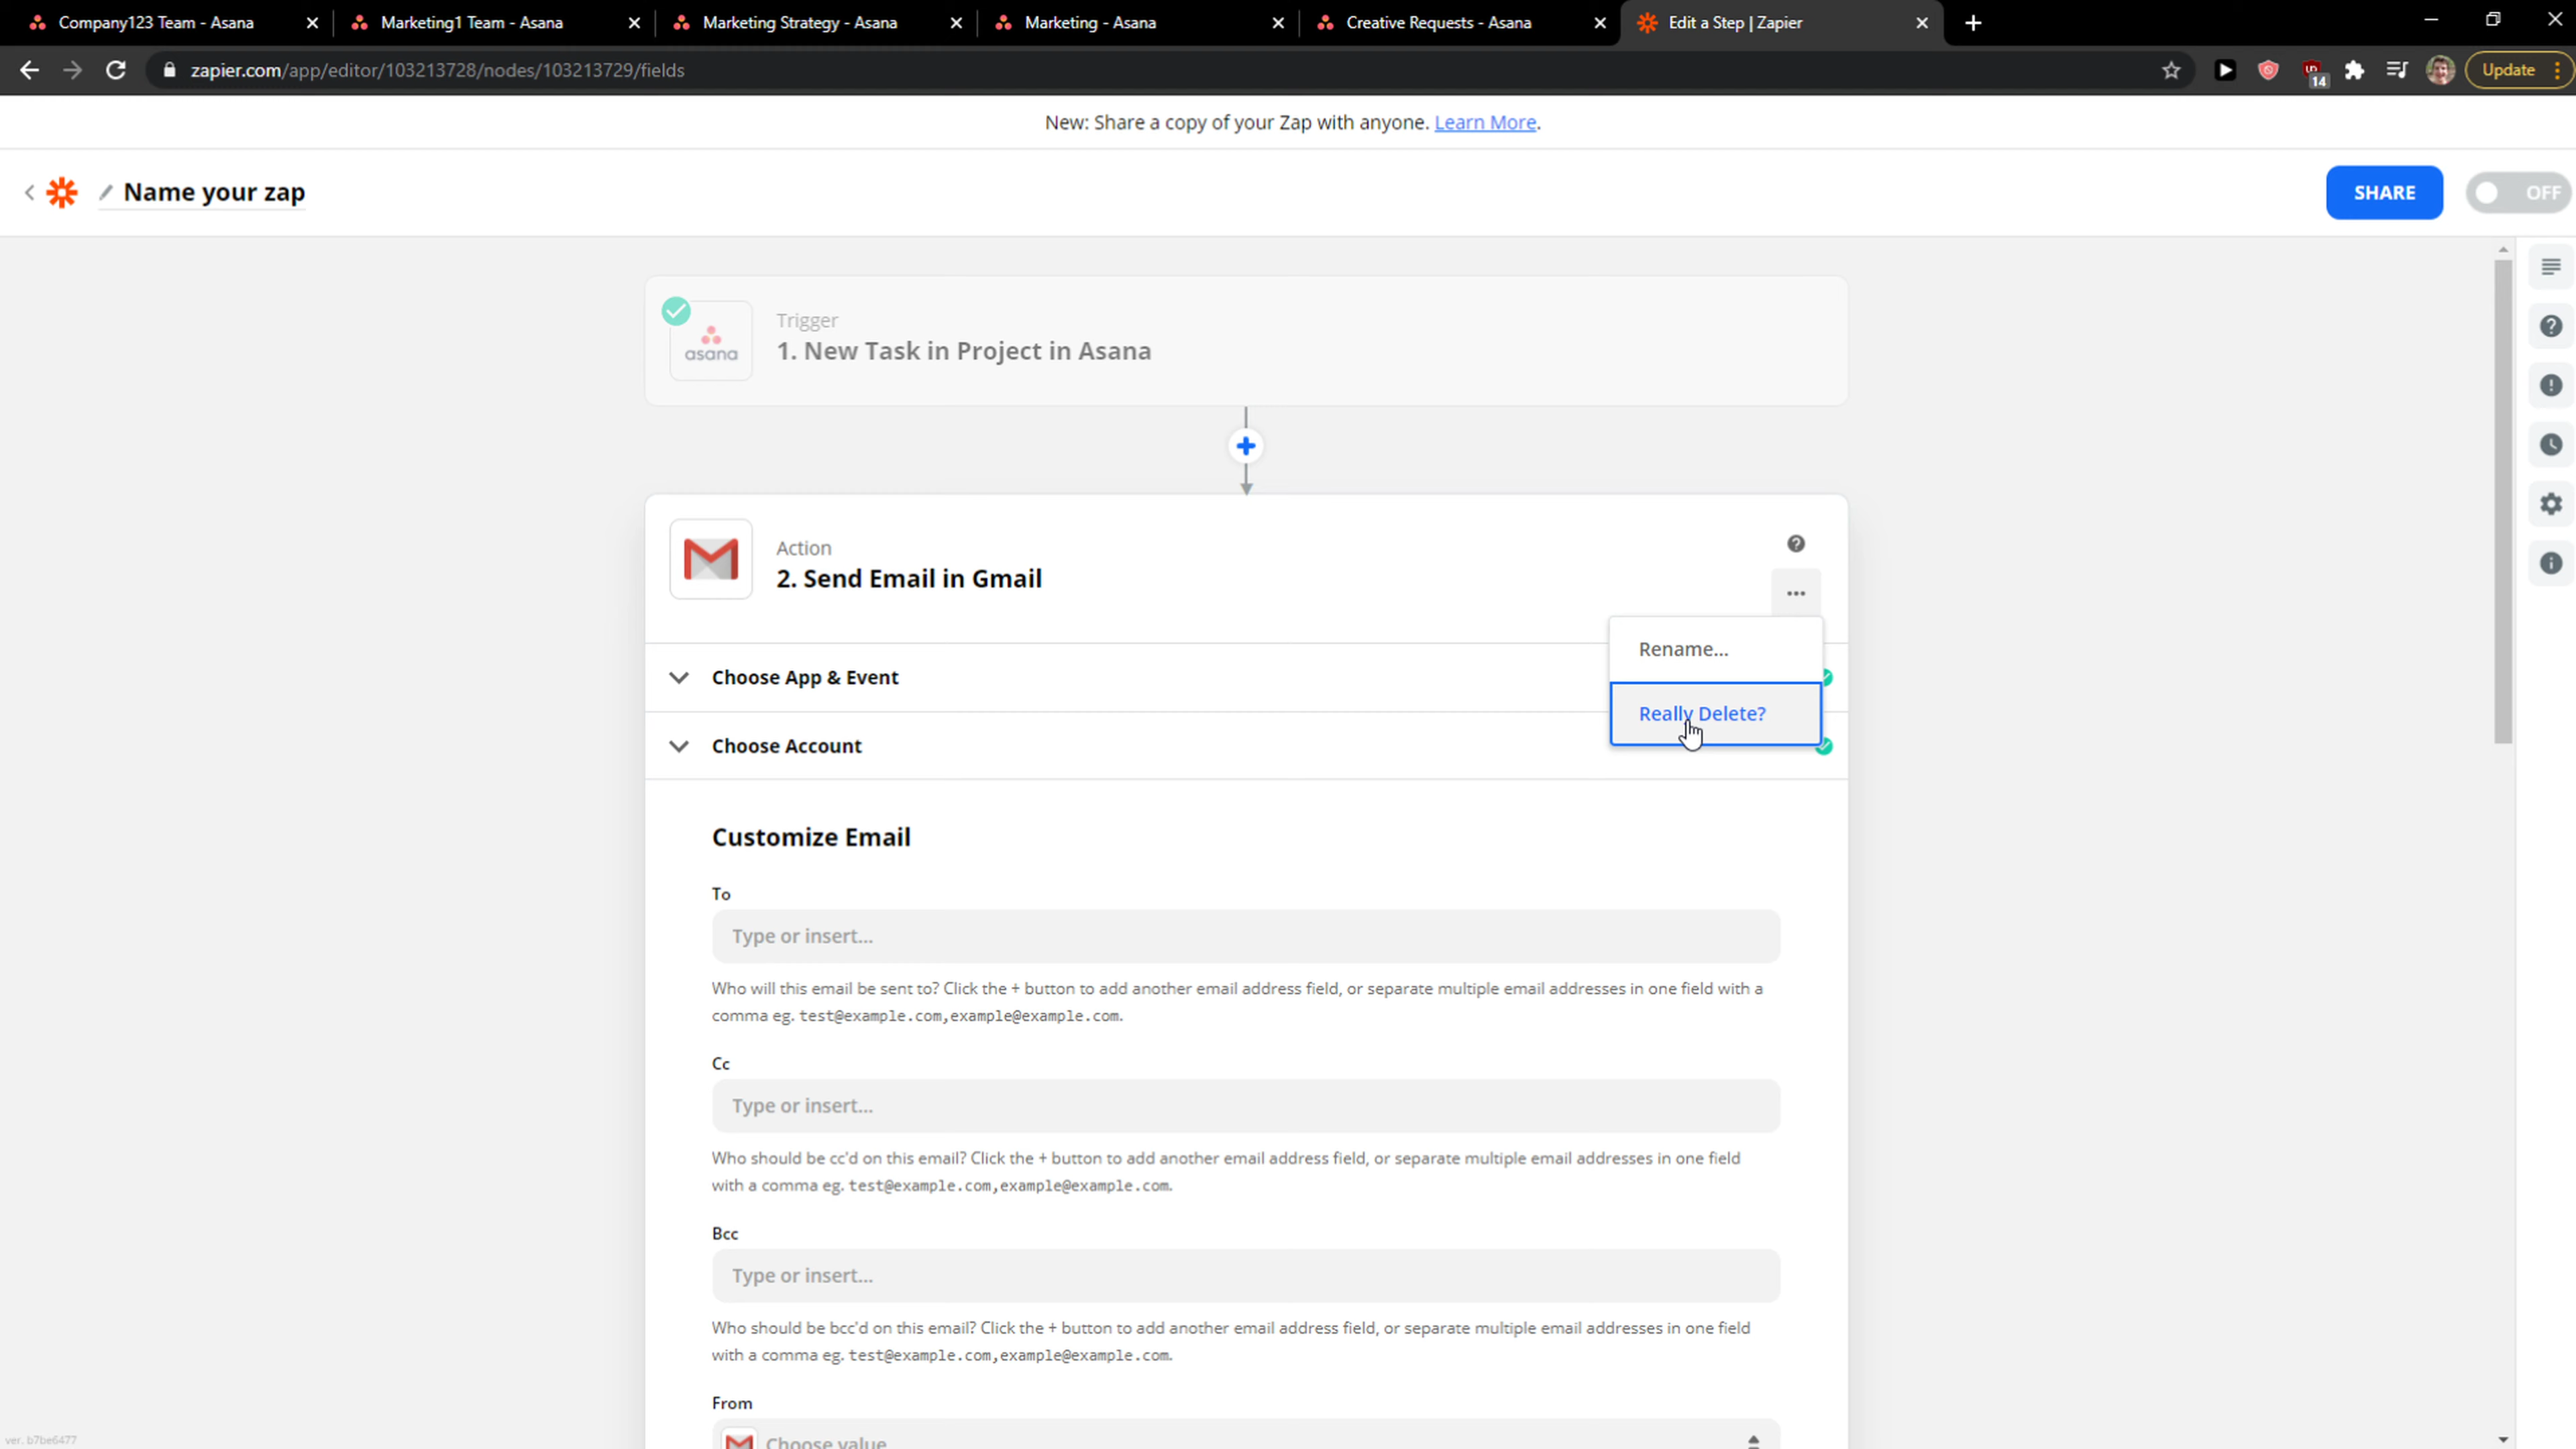 Company123 Team - Asana
Marketing1 Team - Asana
Marketing Strategy - Asana
Marketing - Asana
Creative Requests - Asana
Edit a Step | Zapier
zapier.com/app/editor/103213728/nodes/103213729/fields
14
Update
New: Share a copy of your Zap with anyone. Learn More.
Name your zap
SHARE
OFF
asana
Trigger
1. New Task in Project in Asana
Action
2. Send Email in Gmail
Rename...
Choose App & Event
Really Delete?
Choose Account
Customize Email
To
Type or insert...
Who will this email be sent to? Click the + button to add another email address field, or separate multiple email addresses in one field with a
comma eg. test@example.com,example@example.com.
Cc
Type or insert...
Who should be cc'd on this email? Click the + button to add another email address field, or separate multiple email addresses in one field
with a comma eg. test@example.com,example@example.com.
Bcc
Type or insert...
Who should be bcc'd on this email? Click the + button to add another email address field, or separate multiple email addresses in one field
with a comma eg. test@example.com,example@example.com.
From
Choose value
ver. b7be6477